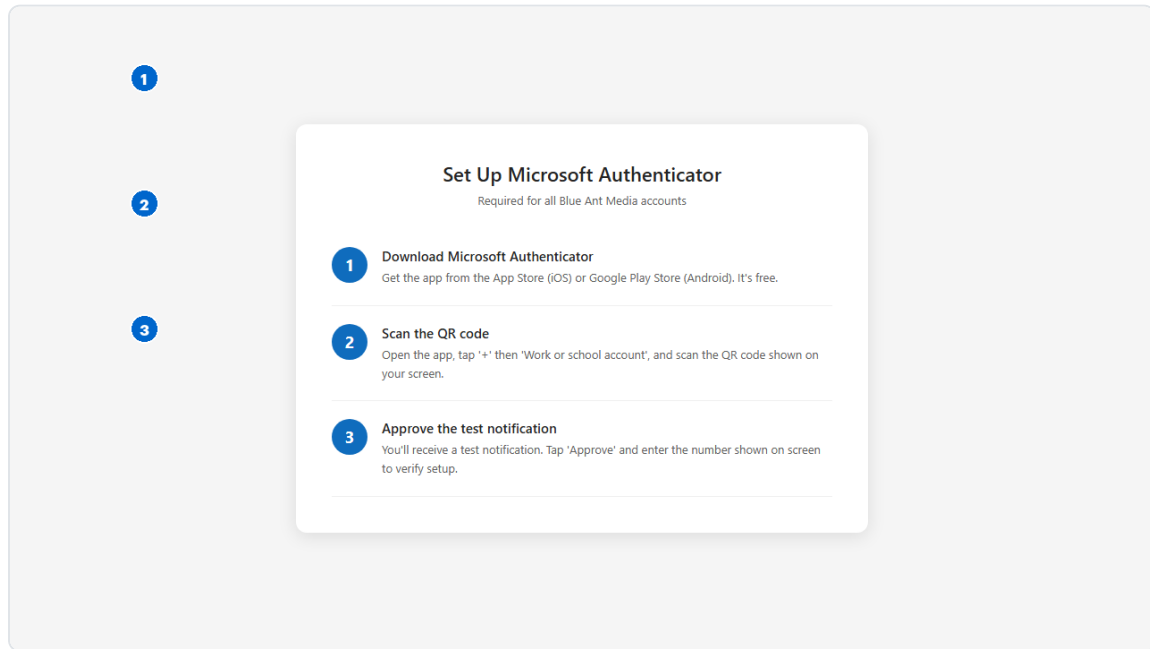 1
2
3
Set Up Microsoft Authenticator
Required for all Blue Ant Media accounts
1
Download Microsoft Authenticator
Get the app from the App Store (iOS) or Google Play Store (Android). It's free.
2
Scan the QR code
Open the app, tap '+' then 'Work or school account', and scan the QR code shown on
your screen.
3
Approve the test notification
You'll receive a test notification. Tap 'Approve' and enter the number shown on screen
to verify setup.